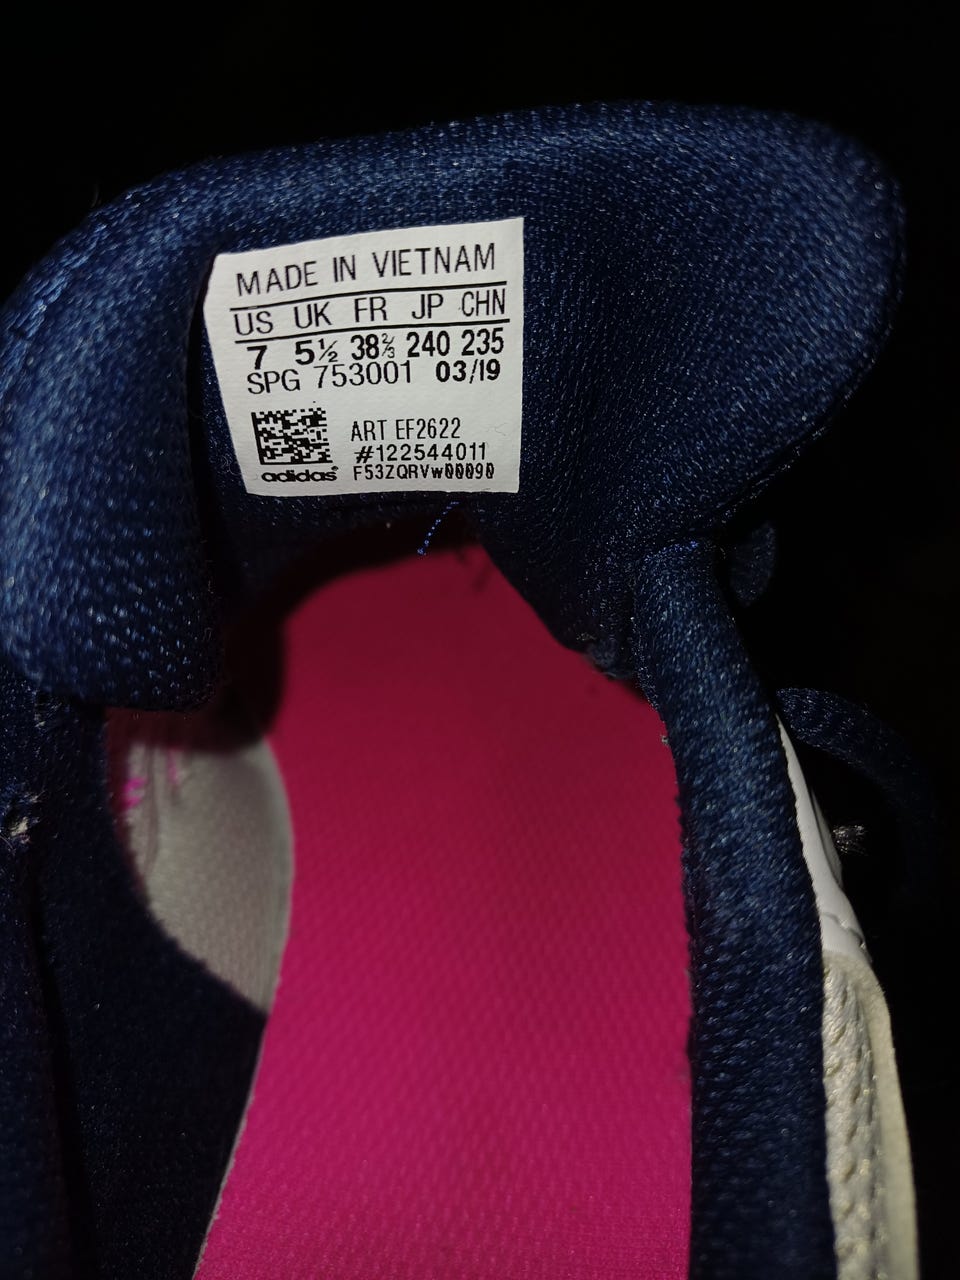 MADE IN VIETNAM
US UK FR JP CHN
7 5½ 38⅔ 240 235
SPG 753001 03/19
ART EF2622
#122544011
adidas® F53ZQRVw00090